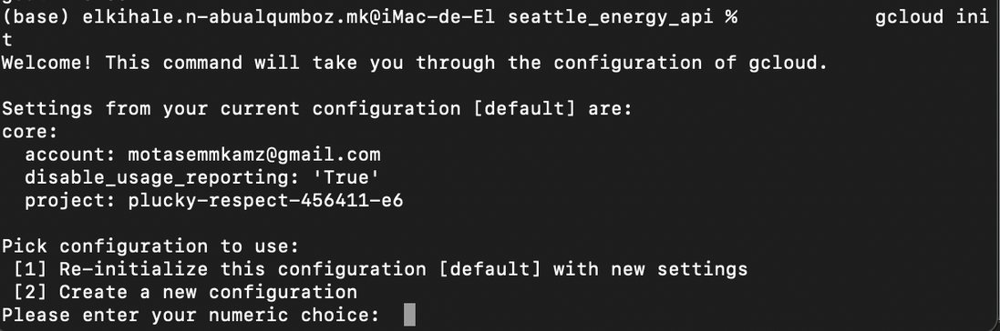 (base) elkihale.n-abualqumboz.mk@iMac-de-El seattle_energy_api %            gcloud ini
t
Welcome! This command will take you through the configuration of gcloud.
Settings from your current configuration [default] are:
core:
  account: motasemmkamz@gmail.com
  disable_usage_reporting: 'True'
  project: plucky-respect-456411-e6
Pick configuration to use:
 [1] Re-initialize this configuration [default] with new settings
 [2] Create a new configuration
Please enter your numeric choice: